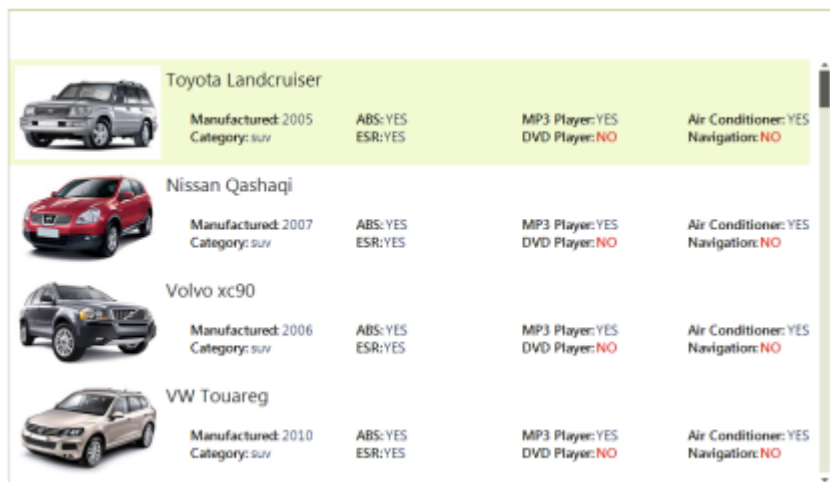 Toyota Landcruiser
Manufactured: 2005 ABS: YES MP3 Player: YES Air Conditioner: YES
Category: suv ESR: YES DVD Player: NO Navigation: NO
Nissan Qashaqi
Manufactured: 2007 ABS: YES MP3 Player: YES Air Conditioner: YES
Category: suv ESR: YES DVD Player: NO Navigation: NO
Volvo xc90
Manufactured: 2006 ABS: YES MP3 Player: YES Air Conditioner: YES
Category: suv ESR: YES DVD Player: NO Navigation: NO
VW Touareg
Manufactured: 2010 ABS: YES MP3 Player: YES Air Conditioner: YES
Category: suv ESR: YES DVD Player: NO Navigation: NO